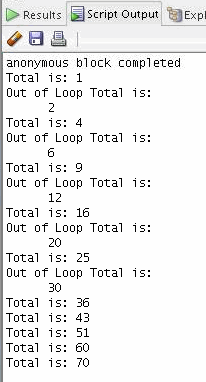 Results Script Output Expl
anonymous block completed
Total is: 1
Out of Loop Total is:
2
Total is: 4
Out of Loop Total is:
6
Total is: 9
Out of Loop Total is:
12
Total is: 16
Out of Loop Total is:
20
Total is: 25
Out of Loop Total is:
30
Total is: 36
Total is: 43
Total is: 51
Total is: 60
Total is: 70